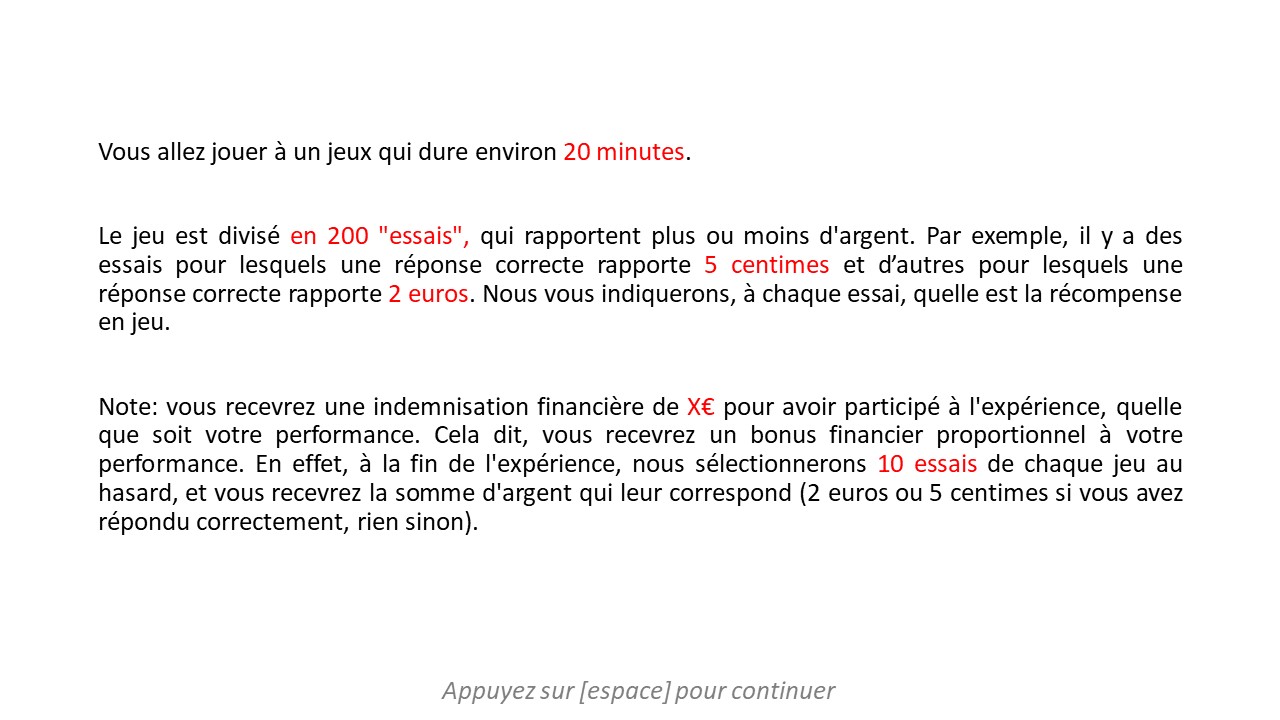 Vous allez jouer à un jeux qui dure environ 20 minutes.
Le jeu est divisé en 200 "essais", qui rapportent plus ou moins d'argent. Par exemple, il y a des
essais pour lesquels une réponse correcte rapporte 5 centimes et d’autres pour lesquels une
réponse correcte rapporte 2 euros. Nous vous indiquerons, à chaque essai, quelle est la récompense
en jeu.
Note: vous recevrez une indemnisation financière de X€ pour avoir participé à l'expérience, quelle
que soit votre performance. Cela dit, vous recevrez un bonus financier proportionnel à votre
performance. En effet, à la fin de l'expérience, nous sélectionnerons 10 essais de chaque jeu au
hasard, et vous recevrez la somme d'argent qui leur correspond (2 euros ou 5 centimes si vous avez
répondu correctement, rien sinon).
Appuyez sur [espace] pour continuer